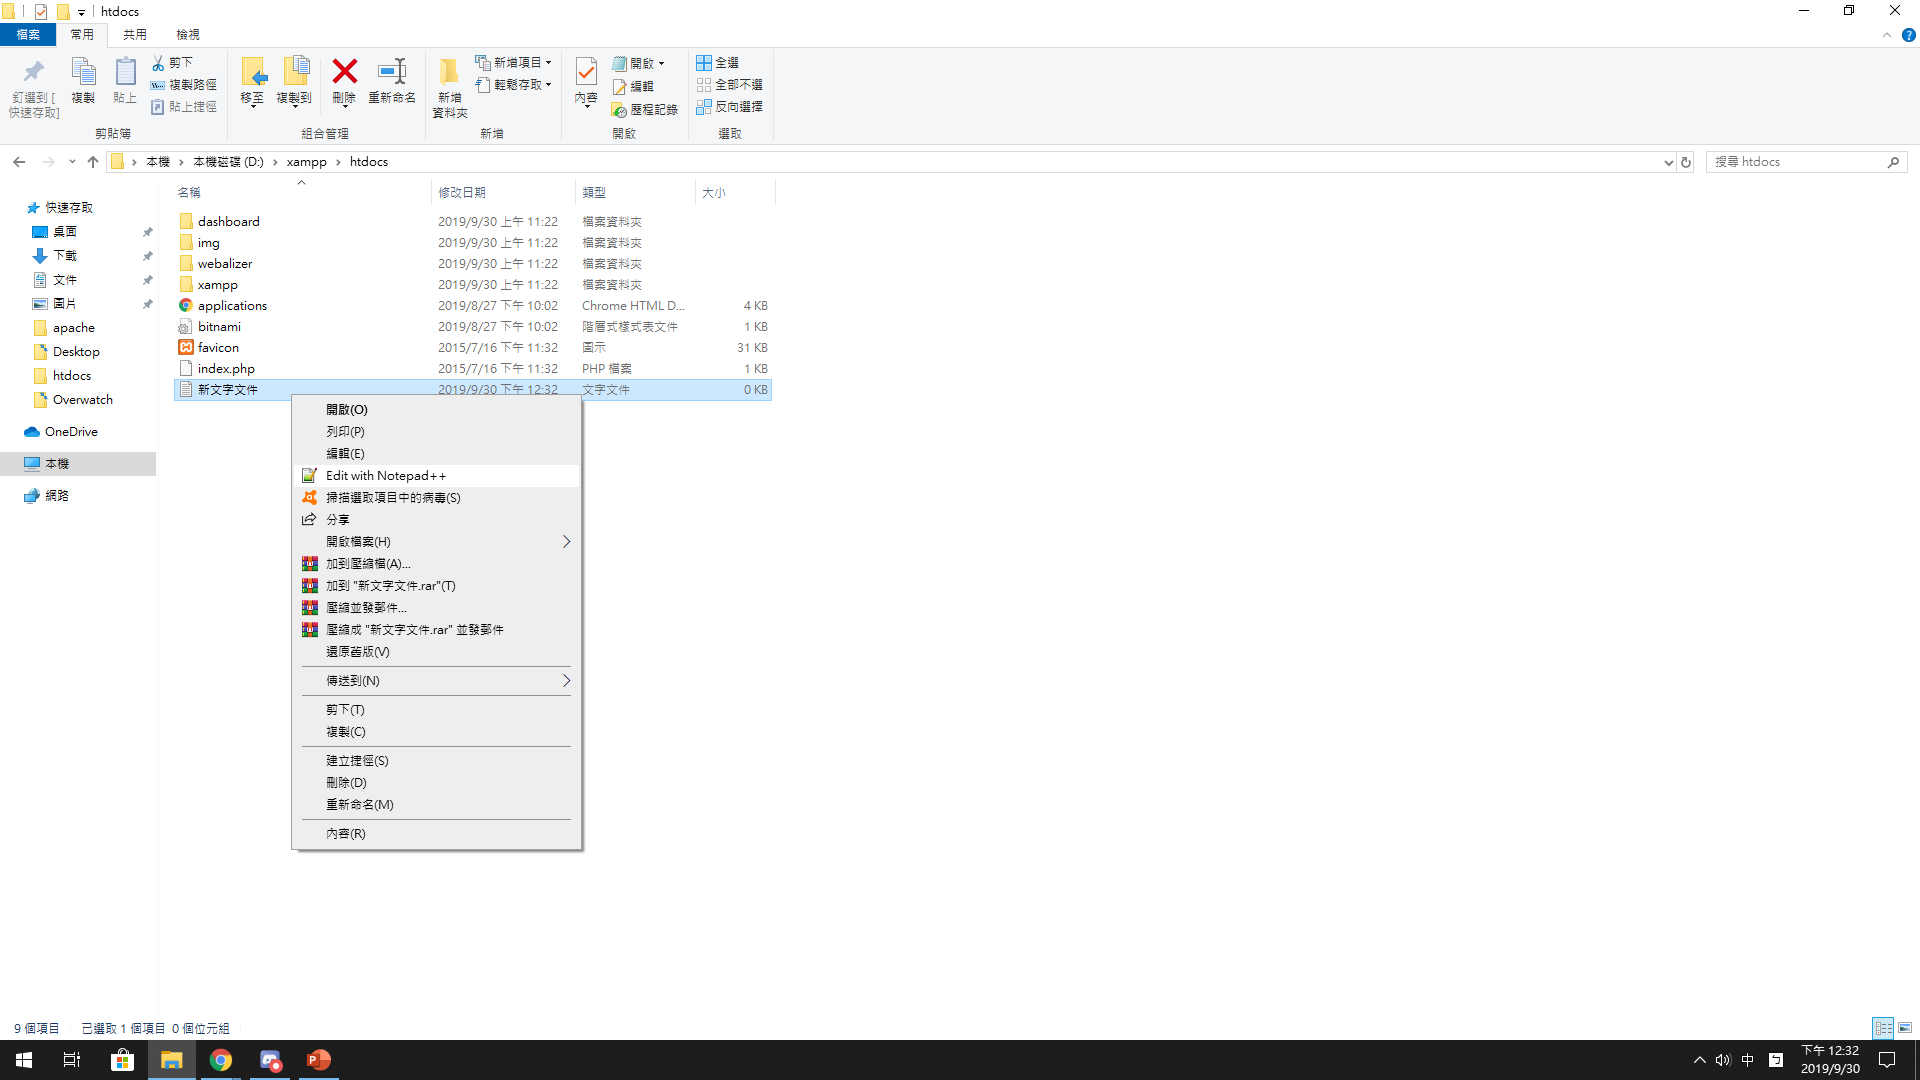 htdocs
檔案
常用
共用
檢視
釘選到 [
快速存取]
複製
貼上
剪下
複製路徑
貼上捷徑
剪貼簿
移至
複製到
刪除
重新命名
組合管理
新增
資料夾
新增項目
輕鬆存取
新增
內容
開啟
編輯
歷程記錄
開啟
全選
全部不選
反向選擇
選取
本機 本機磁碟 (D:) xampp htdocs
搜尋 htdocs
名稱 修改日期 類型 大小
dashboard 2019/9/30 上午 11:22 檔案資料夾
img 2019/9/30 上午 11:22 檔案資料夾
webalizer 2019/9/30 上午 11:22 檔案資料夾
xampp 2019/9/30 上午 11:22 檔案資料夾
applications 2019/8/27 下午 10:02 Chrome HTML D... 4 KB
bitnami 2019/8/27 下午 10:02 階層式樣式表文件 1 KB
favicon 2015/7/16 下午 11:32 圖示 31 KB
index.php 2015/7/16 下午 11:32 PHP 檔案 1 KB
新文字文件 2019/9/30 下午 12:32 文字文件 0 KB
快速存取
桌面
下載
文件
圖片
apache
Desktop
htdocs
Overwatch
OneDrive
本機
網路
開啟(O)
列印(P)
編輯(E)
Edit with Notepad++
掃描選取項目中的病毒(S)
分享
開啟檔案(H)
加到壓縮檔(A)...
加到 "新文字文件.rar"(T)
壓縮並發郵件...
壓縮成 "新文字文件.rar" 並發郵件
還原舊版(V)
傳送到(N)
剪下(T)
複製(C)
建立捷徑(S)
刪除(D)
重新命名(M)
內容(R)
9 個項目 已選取 1 個項目 0 個位元組
中
ㄅ
下午 12:32
2019/9/30